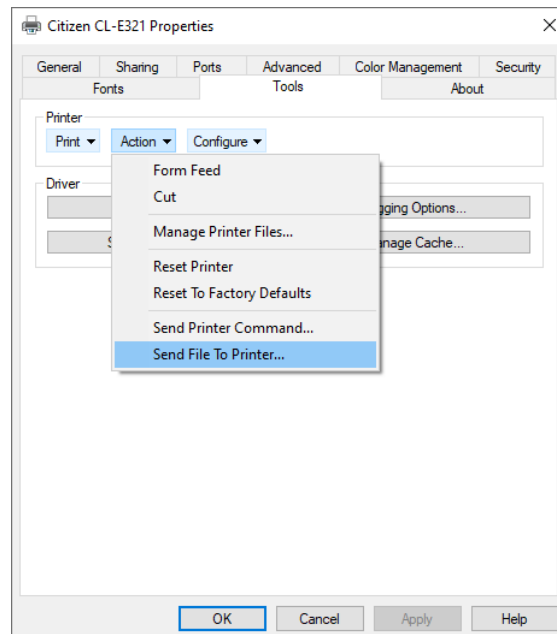 Citizen CL-E321 Properties
General Sharing Ports Advanced Color Management Security
Fonts Tools About
Printer
Print Action Configure
Form Feed
Cut
Manage Printer Files...
Reset Printer
Reset To Factory Defaults
Send Printer Command...
Send File To Printer...
Driver
gging Options...
anage Cache...
OK Cancel Apply Help